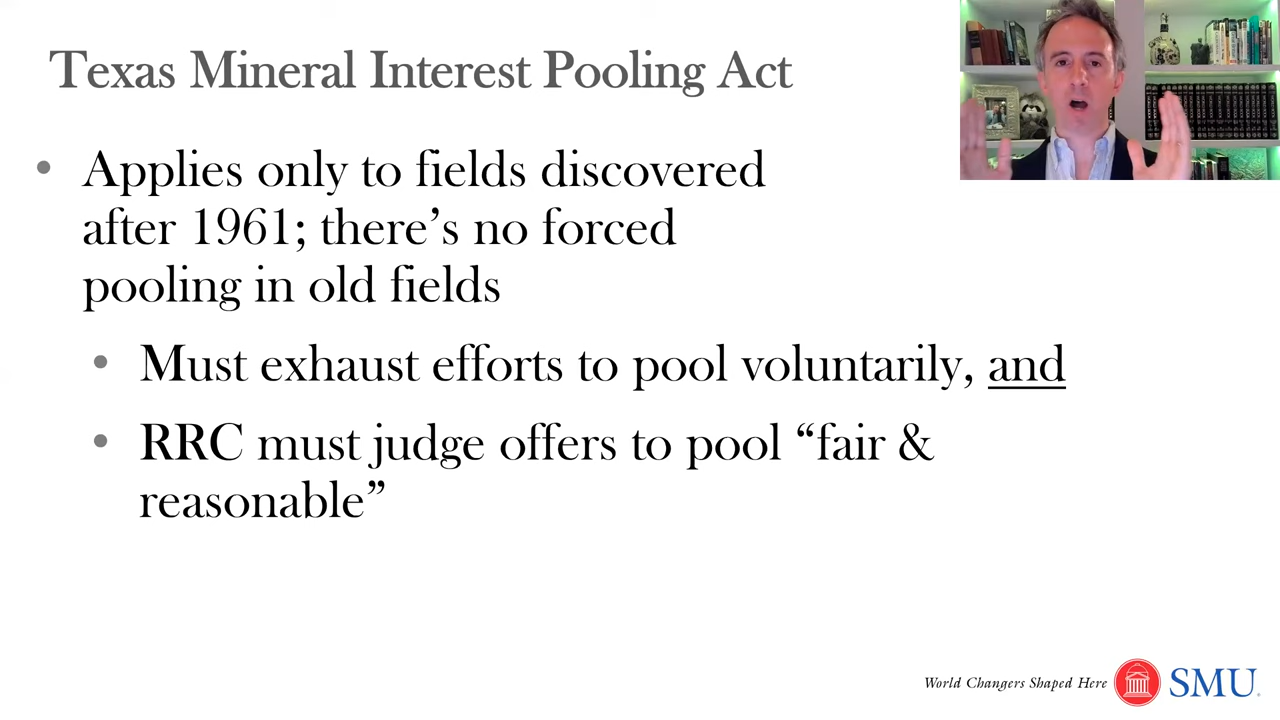 Texas Mineral Interest Pooling Act
• Applies only to fields discovered
after 1961; there’s no forced
pooling in old fields
• Must exhaust efforts to pool voluntarily, and
• RRC must judge offers to pool “fair &
reasonable”
World Changers Shaped Here
SMU.